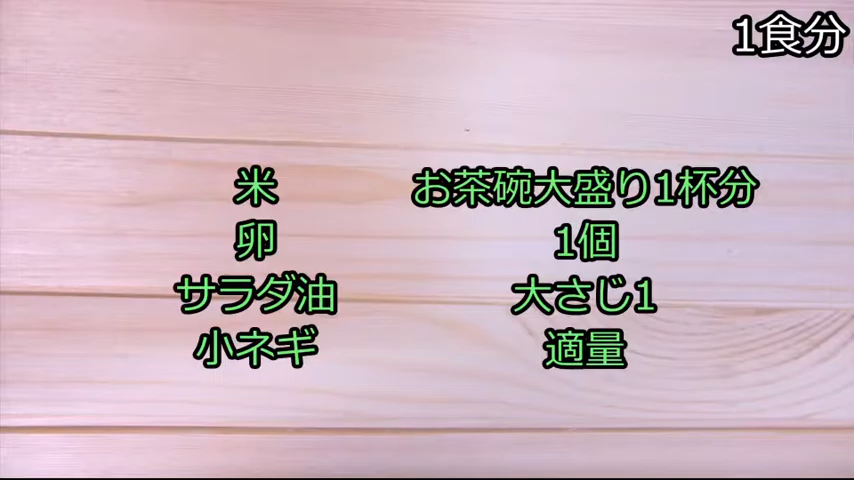 1食分
米 お茶碗大盛り1杯分
卵 1個
サラダ油 大さじ1
小ネギ 適量